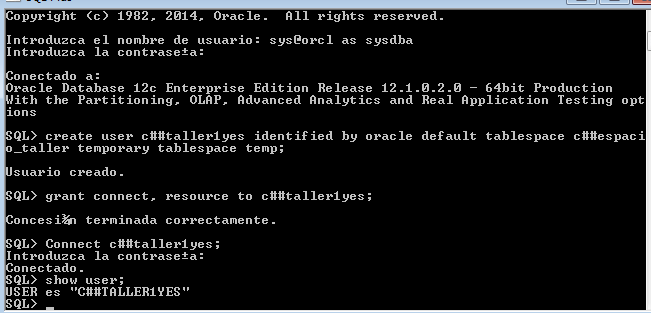 Copyright (c) 1982, 2014, Oracle.  All rights reserved.
Introduzca el nombre de usuario: sys@orcl as sysdba
Introduzca la contrase±a:
Conectado a:
Oracle Database 12c Enterprise Edition Release 12.1.0.2.0 - 64bit Production
With the Partitioning, OLAP, Advanced Analytics and Real Application Testing opt
ions
SQL> create user c##taller1yes identified by oracle default tablespace c##espaci
o_taller temporary tablespace temp;
Usuario creado.
SQL> grant connect, resource to c##taller1yes;
Concesi¾n terminada correctamente.
SQL> Connect c##taller1yes;
Introduzca la contrase±a:
Conectado.
SQL> show user;
USER es "C##TALLER1YES"
SQL> _